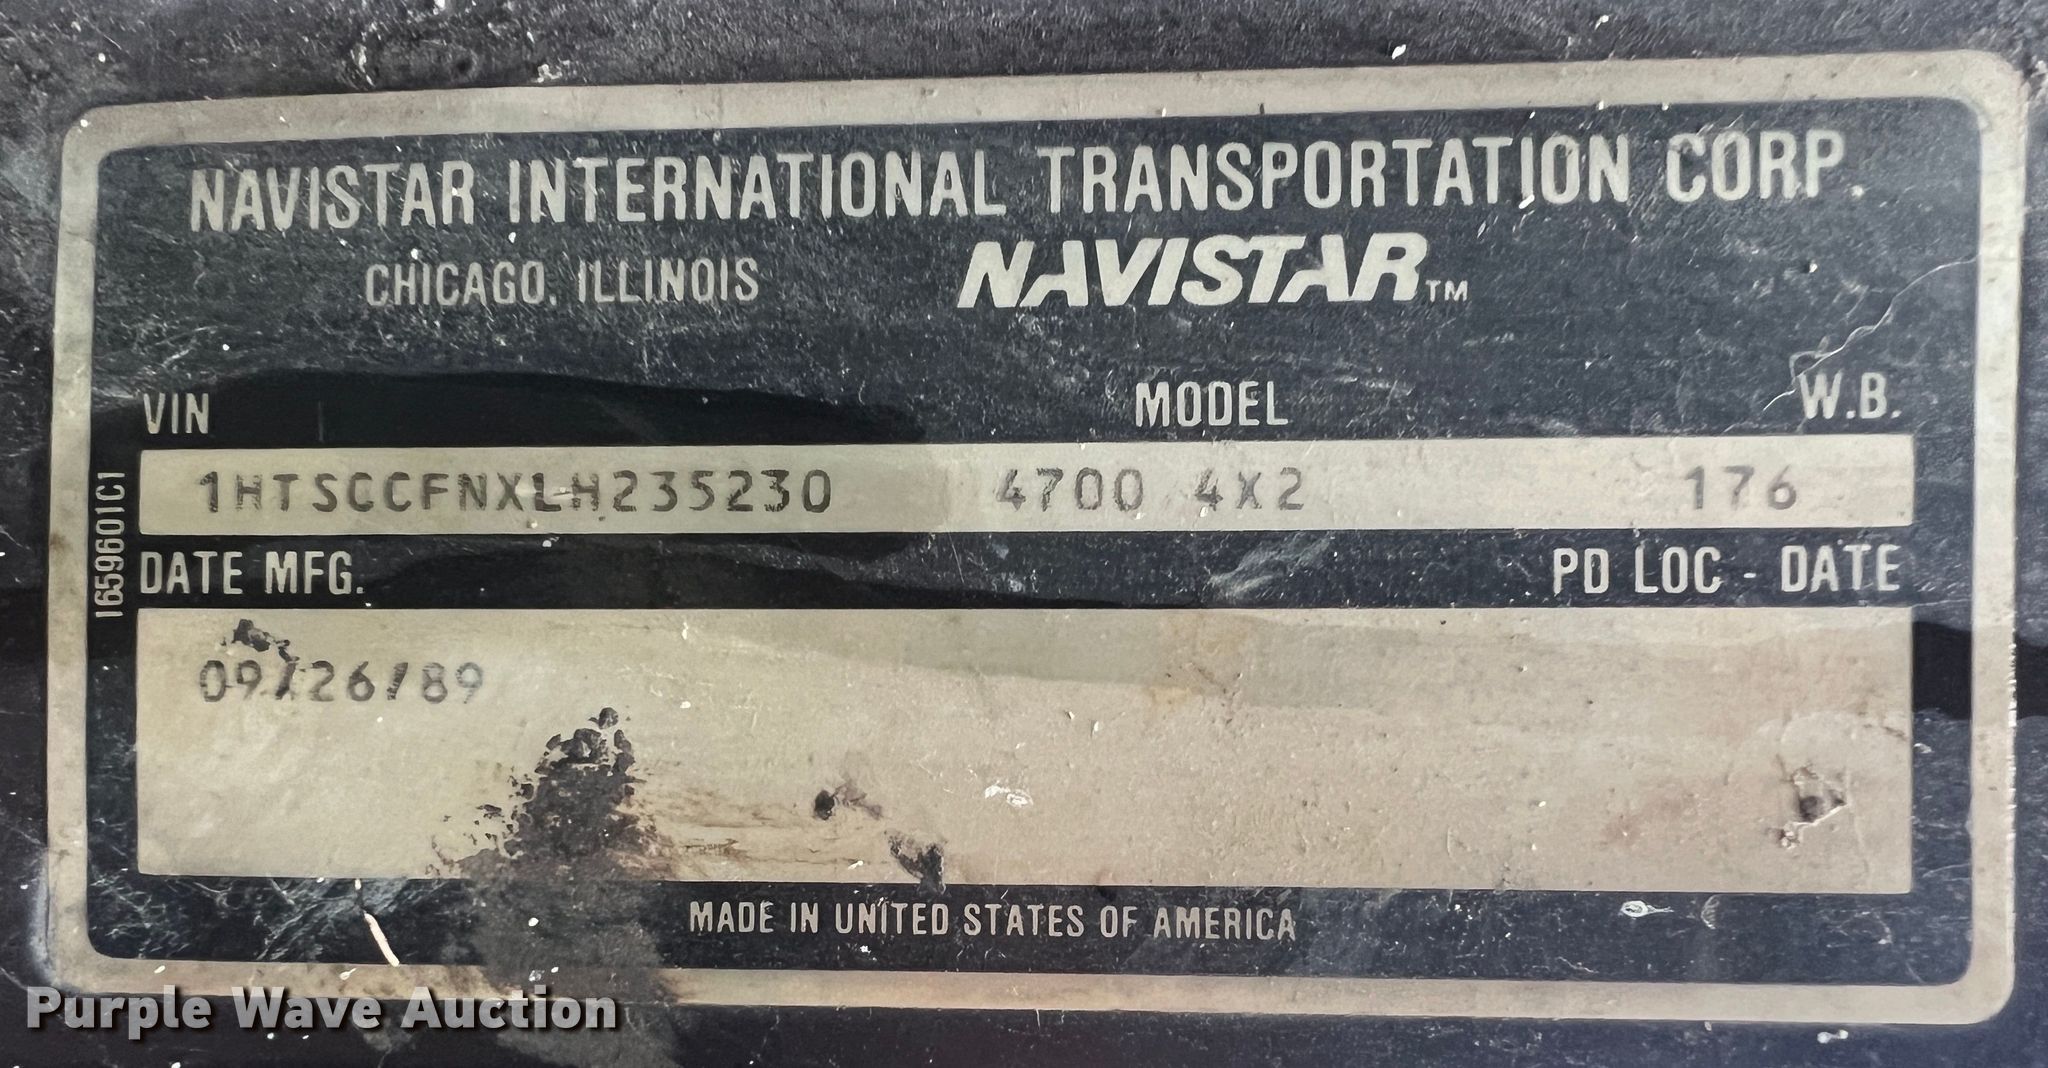 NAVISTAR INTERNATIONAL TRANSPORTATION CORP.
CHICAGO, ILLINOIS NAVISTAR™
VIN MODEL W.B.
1HTSCCFNXLH235230 4700 4X2 176
1659601C1
DATE MFG. PD LOC - DATE
09/26/89
MADE IN UNITED STATES OF AMERICA
Purple Wave Auction